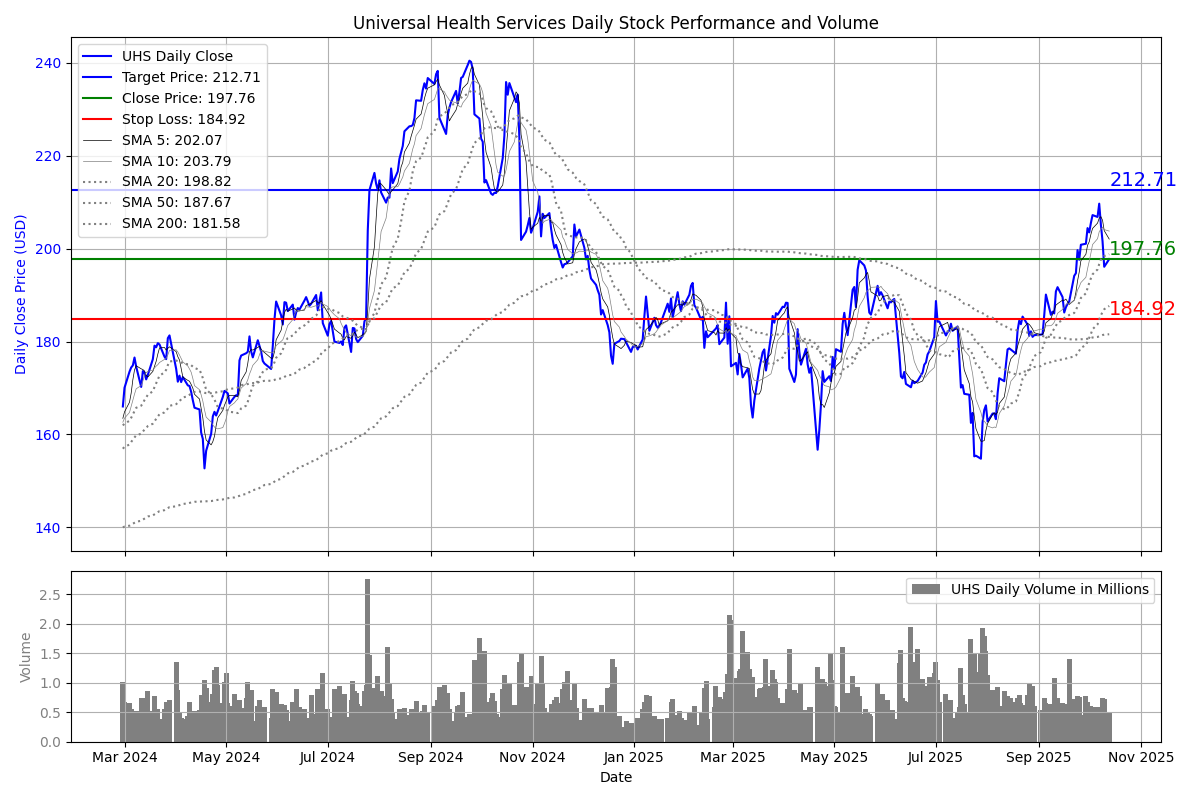 Universal Health Services Daily Stock Performance and Volume
UHS Daily Close
Target Price: 212.71
Close Price: 197.76
Stop Loss: 184.92
SMA 5: 202.07
SMA 10: 203.79
SMA 20: 198.82
SMA 50: 187.67
SMA 200: 181.58
240
220
200
180
160
140
Daily Close Price (USD)
212.71
197.76
184.92
UHS Daily Volume in Millions
2.5
2.0
1.5
1.0
0.5
0.0
Volume
Mar 2024 May 2024 Jul 2024 Sep 2024 Nov 2024 Jan 2025 Mar 2025 May 2025 Jul 2025 Sep 2025 Nov 2025
Date